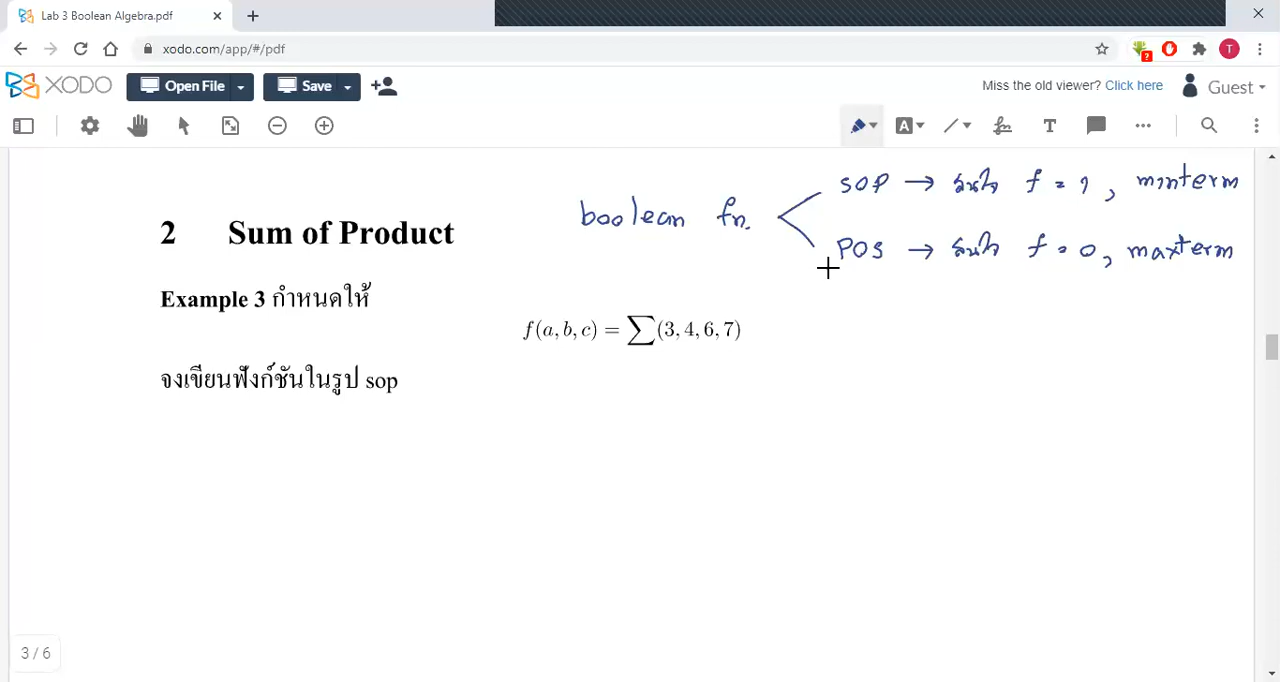 Lab 3 Boolean Algebra.pdf
xodo.com/app/#/pdf
XODO Open File Save Miss the old viewer? Click here Guest
SOP → สนใจ f = 1 , minterm
boolean fn.
POS → สนใจ f = 0 , maxterm
2 Sum of Product
Example 3 กำหนดให้
f(a, b, c) = ∑(3, 4, 6, 7)
จงเขียนฟังก์ชันในรูป sop
3 / 6